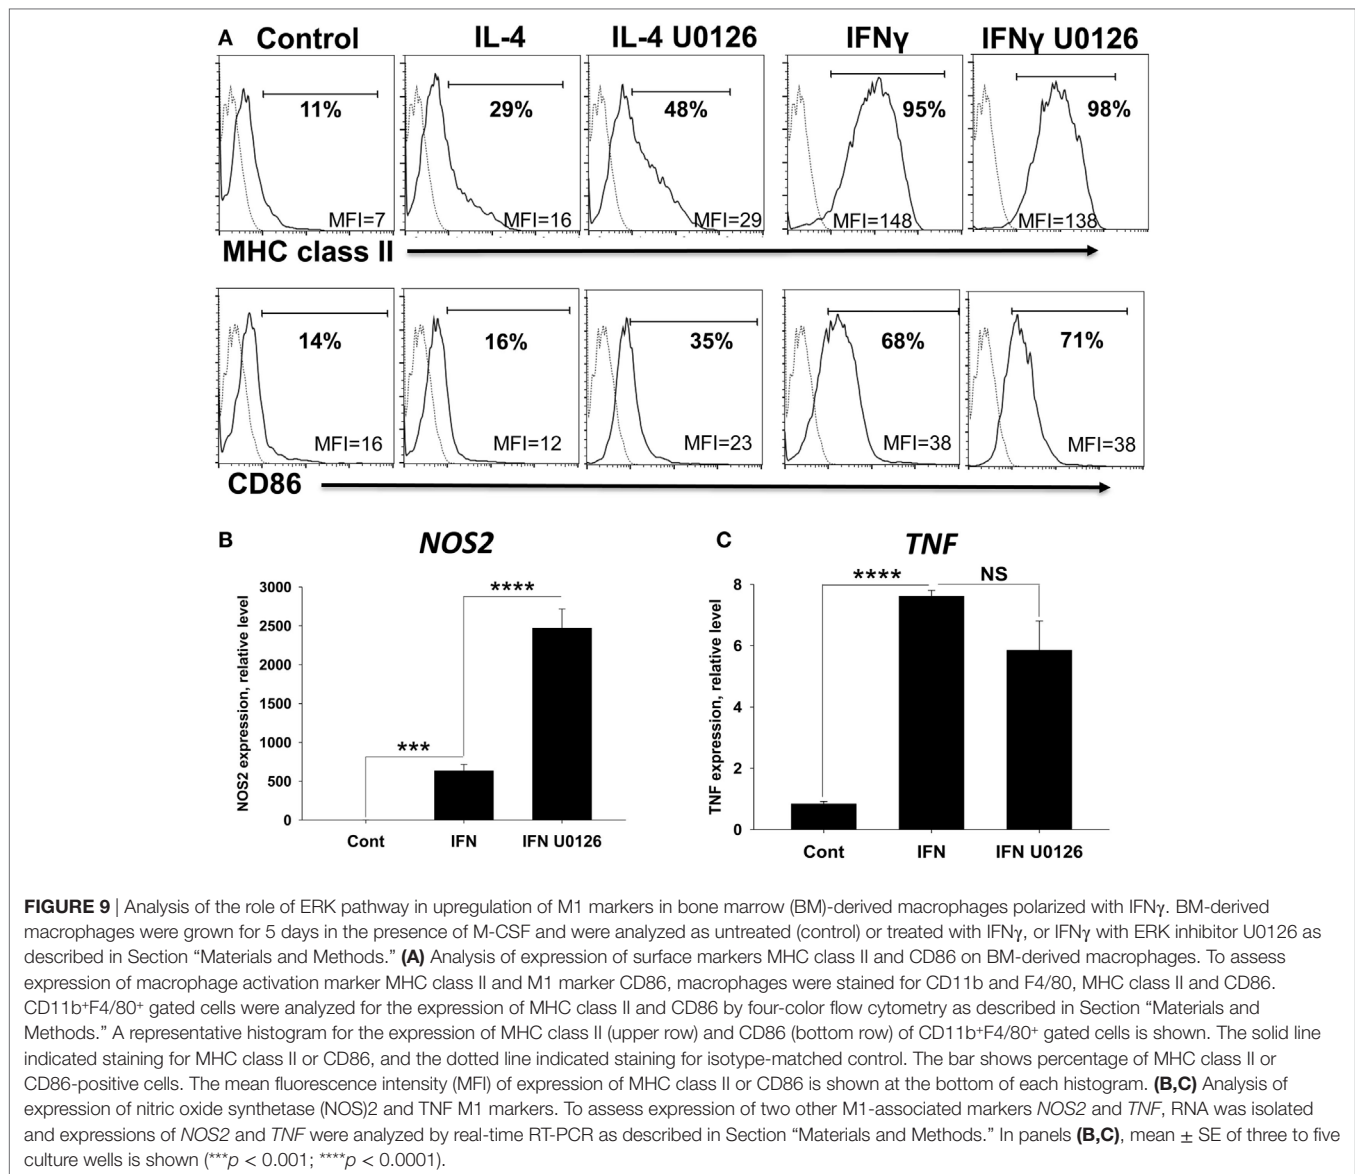 A Control IL-4 IL-4 U0126 IFNγ IFNγ U0126
11% 29% 48% 95% 98%
MFI=7 MFI=16 MFI=29 MFI=148 MFI=138
MHC class II
14% 16% 35% 68% 71%
MFI=16 MFI=12 MFI=23 MFI=38 MFI=38
CD86
B NOS2
NOS2 expression, relative level
3000
2500
2000
1500
1000
500
0
****
***
Cont IFN IFN U0126
C TNF
TNF expression, relative level
8
6
4
2
0
**** NS
Cont IFN IFN U0126
FIGURE 9 | Analysis of the role of ERK pathway in upregulation of M1 markers in bone marrow (BM)-derived macrophages polarized with IFNγ. BM-derived
macrophages were grown for 5 days in the presence of M-CSF and were analyzed as untreated (control) or treated with IFNγ, or IFNγ with ERK inhibitor U0126 as
described in Section “Materials and Methods.” (A) Analysis of expression of surface markers MHC class II and CD86 on BM-derived macrophages. To assess
expression of macrophage activation marker MHC class II and M1 marker CD86, macrophages were stained for CD11b and F4/80, MHC class II and CD86.
CD11b⁺F4/80⁺ gated cells were analyzed for the expression of MHC class II and CD86 by four-color flow cytometry as described in Section “Materials and
Methods.” A representative histogram for the expression of MHC class II (upper row) and CD86 (bottom row) of CD11b⁺F4/80⁺ gated cells is shown. The solid line
indicated staining for MHC class II or CD86, and the dotted line indicated staining for isotype-matched control. The bar shows percentage of MHC class II or
CD86-positive cells. The mean fluorescence intensity (MFI) of expression of MHC class II or CD86 is shown at the bottom of each histogram. (B,C) Analysis of
expression of nitric oxide synthetase (NOS)2 and TNF M1 markers. To assess expression of two other M1-associated markers NOS2 and TNF, RNA was isolated
and expressions of NOS2 and TNF were analyzed by real-time RT-PCR as described in Section “Materials and Methods.” In panels (B,C), mean ± SE of three to five
culture wells is shown (***p < 0.001; ****p < 0.0001).